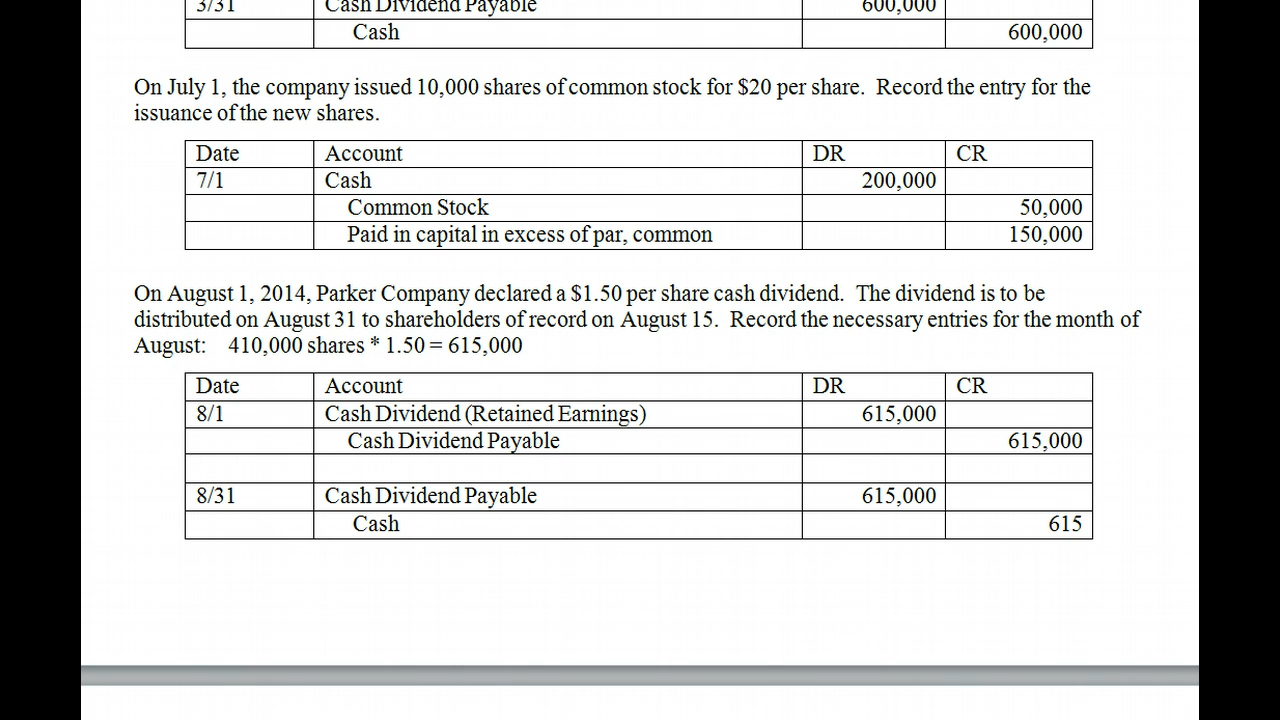 3/31 Cash Dividend Payable 600,000
Cash 600,000
On July 1, the company issued 10,000 shares of common stock for $20 per share. Record the entry for the
issuance of the new shares.
Date Account DR CR
7/1 Cash 200,000
Common Stock 50,000
Paid in capital in excess of par, common 150,000
On August 1, 2014, Parker Company declared a $1.50 per share cash dividend. The dividend is to be
distributed on August 31 to shareholders of record on August 15. Record the necessary entries for the month of
August: 410,000 shares * 1.50 = 615,000
Date Account DR CR
8/1 Cash Dividend (Retained Earnings) 615,000
Cash Dividend Payable 615,000
8/31 Cash Dividend Payable 615,000
Cash 615